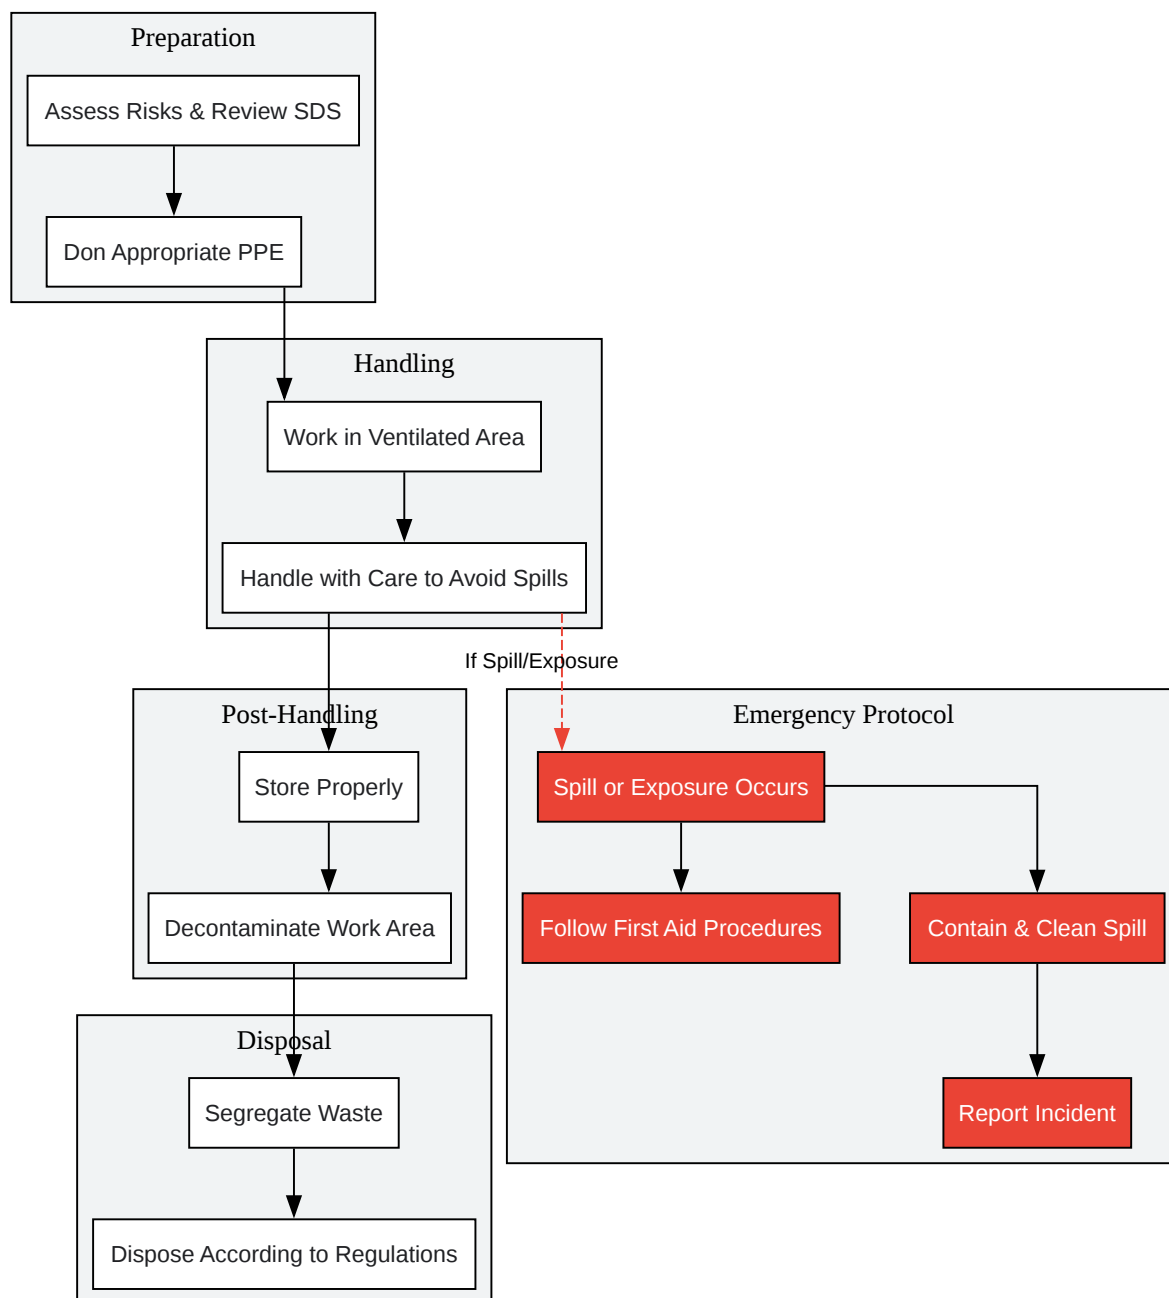 Preparation
Assess Risks & Review SDS
Don Appropriate PPE
Handling
Work in Ventilated Area
Handle with Care to Avoid Spills
If Spill/Exposure
Post-Handling
Store Properly
Decontaminate Work Area
Disposal
Segregate Waste
Dispose According to Regulations
Emergency Protocol
Spill or Exposure Occurs
Follow First Aid Procedures
Contain & Clean Spill
Report Incident